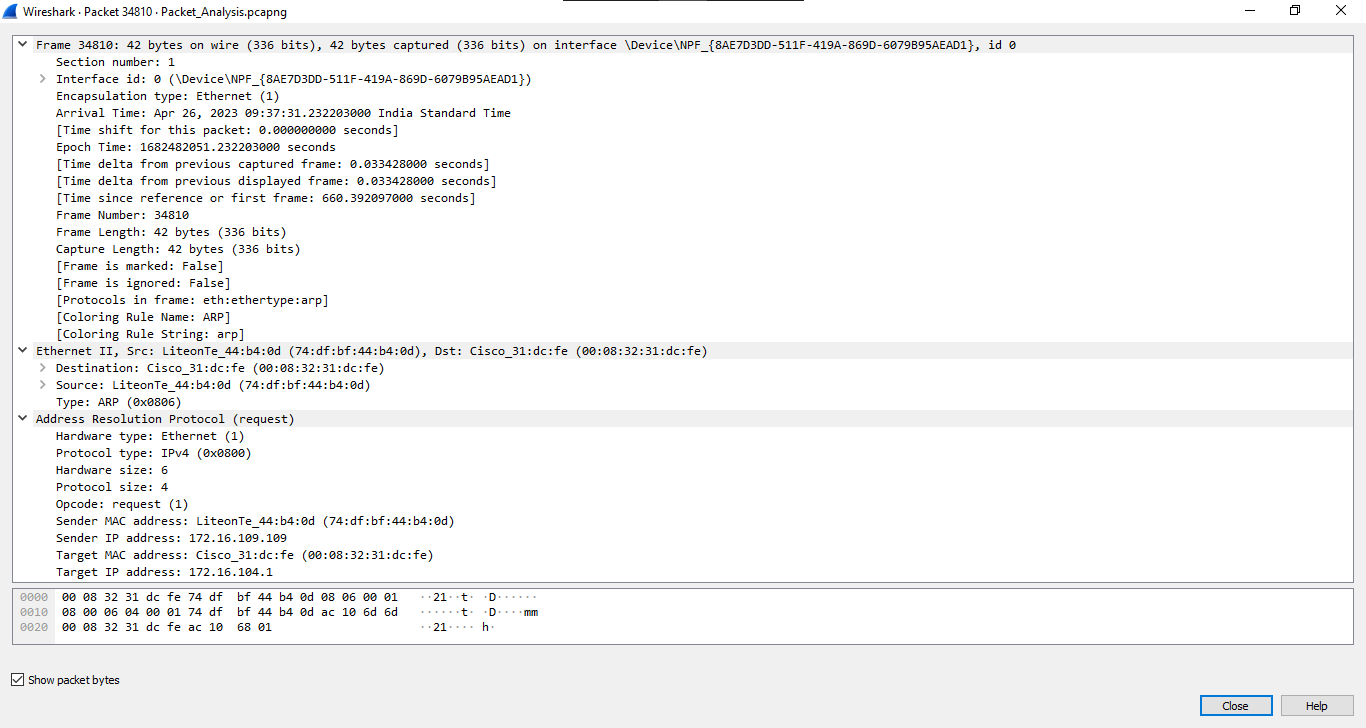 Wireshark · Packet 34810 · Packet_Analysis.pcapng
Frame 34810: 42 bytes on wire (336 bits), 42 bytes captured (336 bits) on interface \Device\NPF_{8AE7D3DD-511F-419A-869D-6079B95AEAD1}, id 0
Section number: 1
Interface id: 0 (\Device\NPF_{8AE7D3DD-511F-419A-869D-6079B95AEAD1})
Encapsulation type: Ethernet (1)
Arrival Time: Apr 26, 2023 09:37:31.232203000 India Standard Time
[Time shift for this packet: 0.000000000 seconds]
Epoch Time: 1682482051.232203000 seconds
[Time delta from previous captured frame: 0.033428000 seconds]
[Time delta from previous displayed frame: 0.033428000 seconds]
[Time since reference or first frame: 660.392097000 seconds]
Frame Number: 34810
Frame Length: 42 bytes (336 bits)
Capture Length: 42 bytes (336 bits)
[Frame is marked: False]
[Frame is ignored: False]
[Protocols in frame: eth:ethertype:arp]
[Coloring Rule Name: ARP]
[Coloring Rule String: arp]
Ethernet II, Src: LiteonTe_44:b4:0d (74:df:bf:44:b4:0d), Dst: Cisco_31:dc:fe (00:08:32:31:dc:fe)
Destination: Cisco_31:dc:fe (00:08:32:31:dc:fe)
Source: LiteonTe_44:b4:0d (74:df:bf:44:b4:0d)
Type: ARP (0x0806)
Address Resolution Protocol (request)
Hardware type: Ethernet (1)
Protocol type: IPv4 (0x0800)
Hardware size: 6
Protocol size: 4
Opcode: request (1)
Sender MAC address: LiteonTe_44:b4:0d (74:df:bf:44:b4:0d)
Sender IP address: 172.16.109.109
Target MAC address: Cisco_31:dc:fe (00:08:32:31:dc:fe)
Target IP address: 172.16.104.1
0000 00 08 32 31 dc fe 74 df bf 44 b4 0d 08 06 00 01 ··21··t· ·D······
0010 08 00 06 04 00 01 74 df bf 44 b4 0d ac 10 6d 6d ······t· ·D····mm
0020 00 08 32 31 dc fe ac 10 68 01 ··21···· h·
Show packet bytes
Close Help